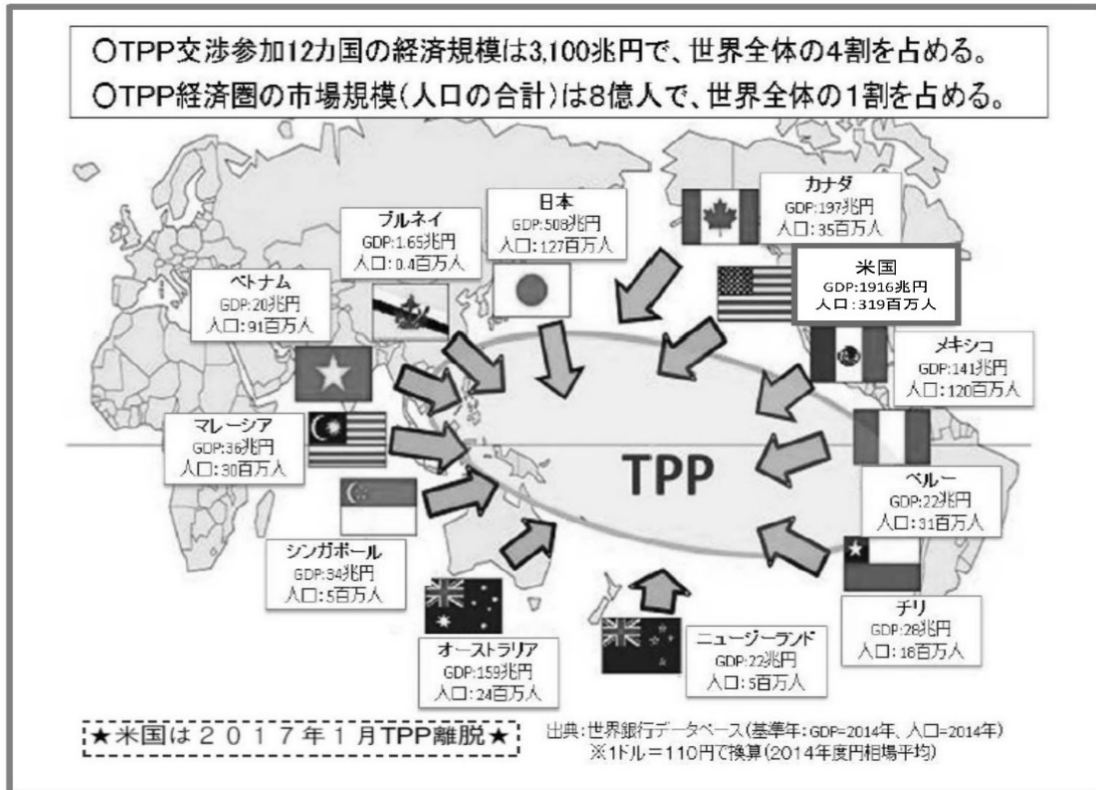 ○TPP交渉参加12カ国の経済規模は3,100兆円で、世界全体の4割を占める。
○TPP経済圏の市場規模(人口の合計)は8億人で、世界全体の1割を占める。
カナダ
GDP:197兆円
人口:35百万人
日本
GDP:508兆円
人口:127百万人
ブルネイ
GDP:1.65兆円
人口:0.4百万人
米国
GDP:1916兆円
人口:319百万人
ベトナム
GDP:20兆円
人口:91百万人
メキシコ
GDP:141兆円
人口:120百万人
マレーシア
GDP:36兆円
人口:30百万人
TPP
ペルー
GDP:22兆円
人口:31百万人
シンガポール
GDP:34兆円
人口:5百万人
チリ
GDP:28兆円
人口:18百万人
オーストラリア
GDP:159兆円
人口:24百万人
ニュージーランド
GDP:22兆円
人口:5百万人
★米国は2017年1月TPP離脱★
出典:世界銀行データベース(基準年:GDP=2014年、人口=2014年)
※1ドル=110円で換算(2014年度円相場平均)